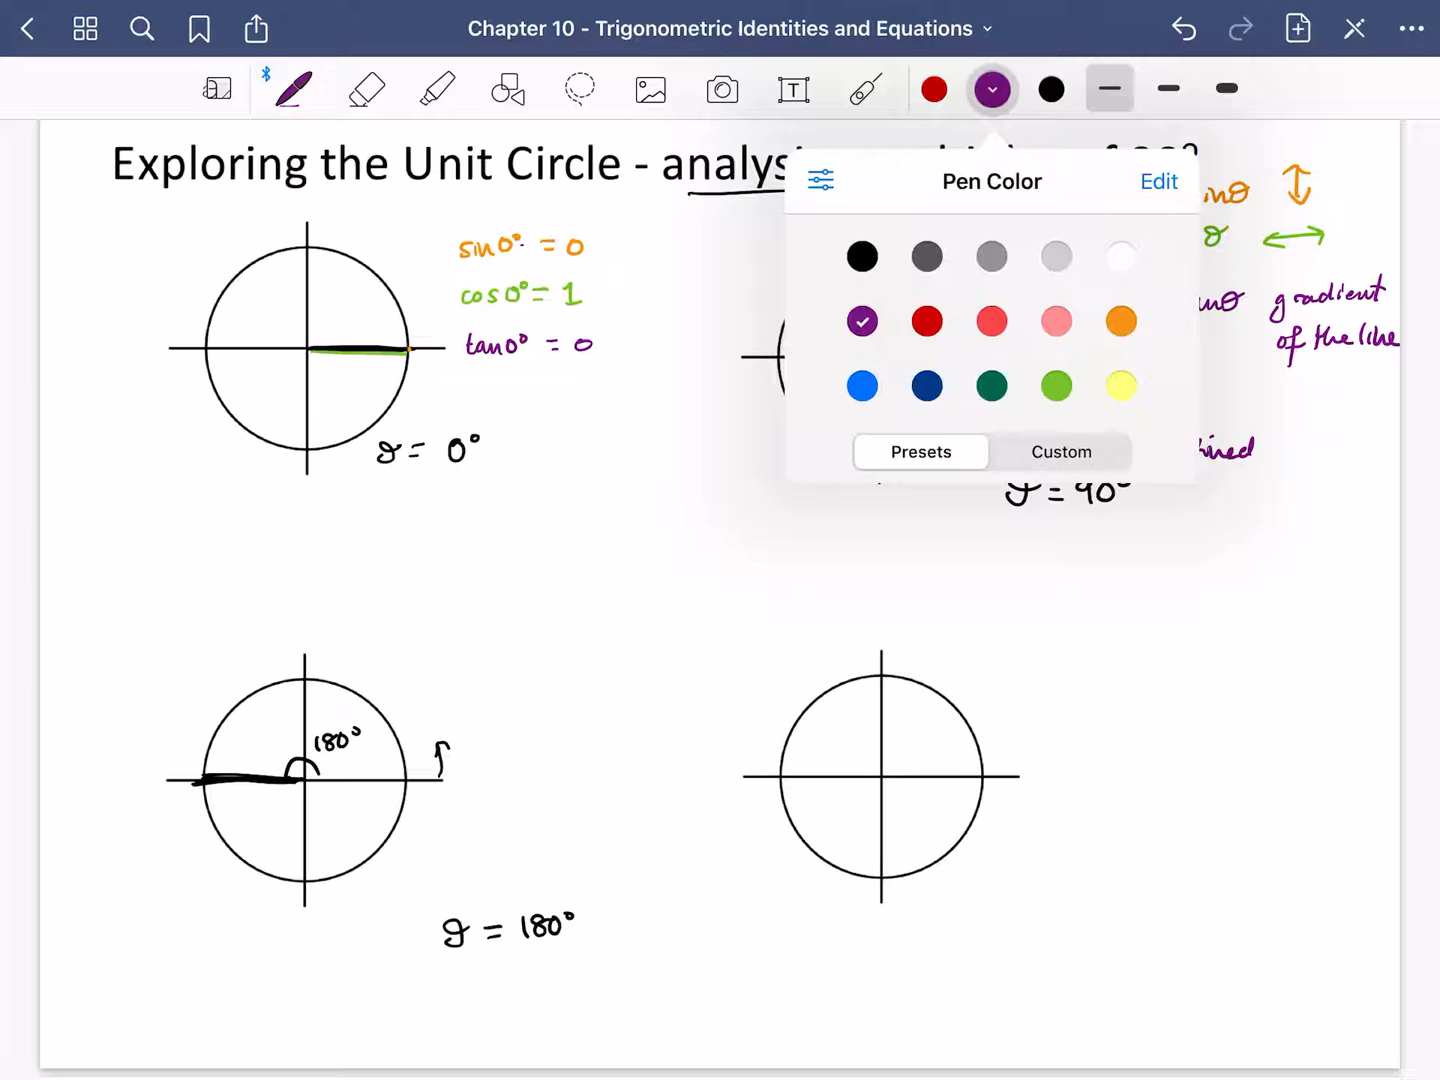 Chapter 10 - Trigonometric Identities and Equations
T
Exploring the Unit Circle - analys
Pen Color
Edit
Presets
Custom
sin0° = 0
cos0° = 1
tan0° = 0
θ = 0°
inθ
θ
gradient
of the line
θ = 90°
180°
θ = 180°